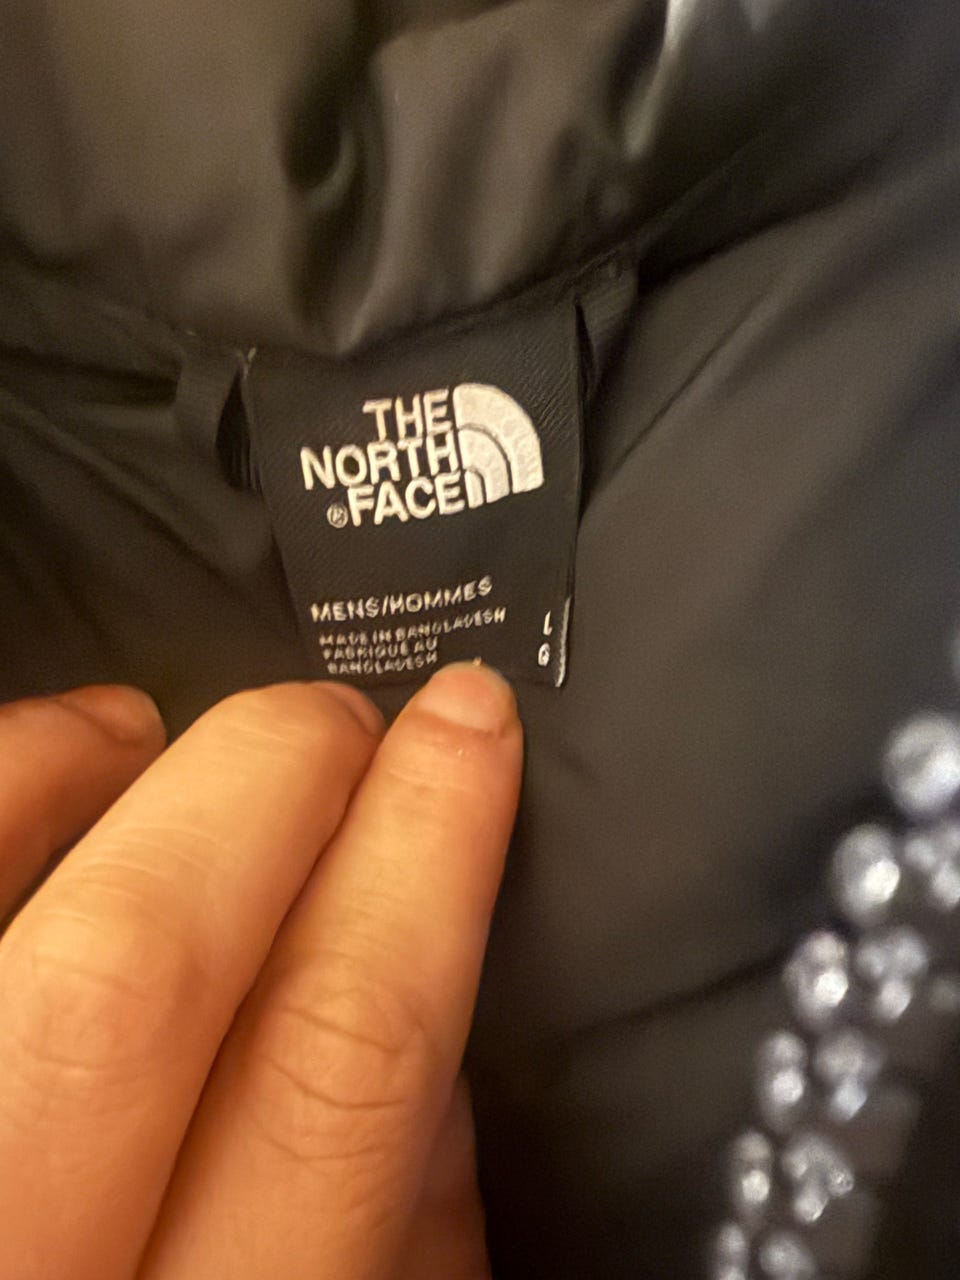 THE
NORTH
®FACE
MENS/HOMMES
MADE IN BANGLADESH
FABRIQUE AU
BANGLADESH
L
G